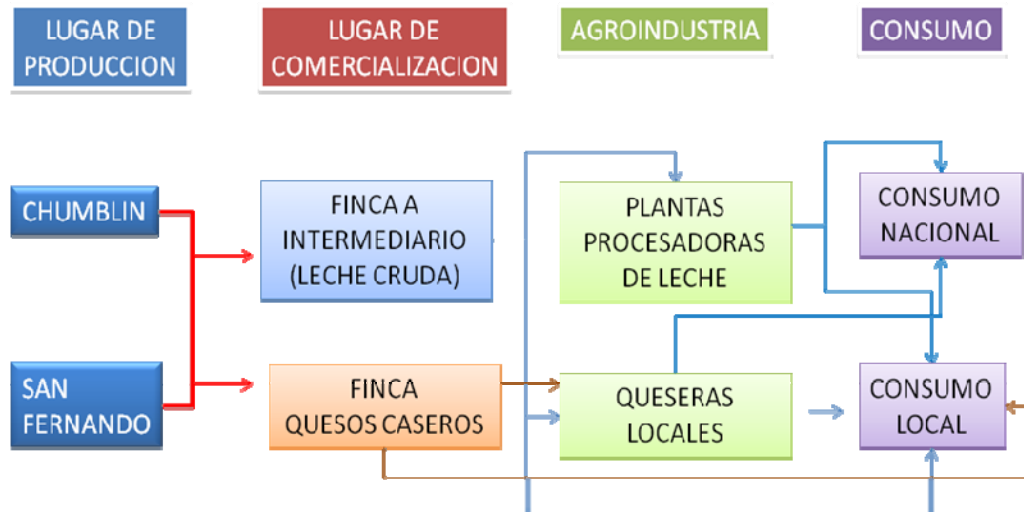 LUGAR DE
PRODUCCION
LUGAR DE
COMERCIALIZACION
AGROINDUSTRIA
CONSUMO
CHUMBLIN
FINCA A
INTERMEDIARIO
(LECHE CRUDA)
PLANTAS
PROCESADORAS
DE LECHE
CONSUMO
NACIONAL
SAN
FERNANDO
FINCA
QUESOS CASEROS
QUESERAS
LOCALES
CONSUMO
LOCAL